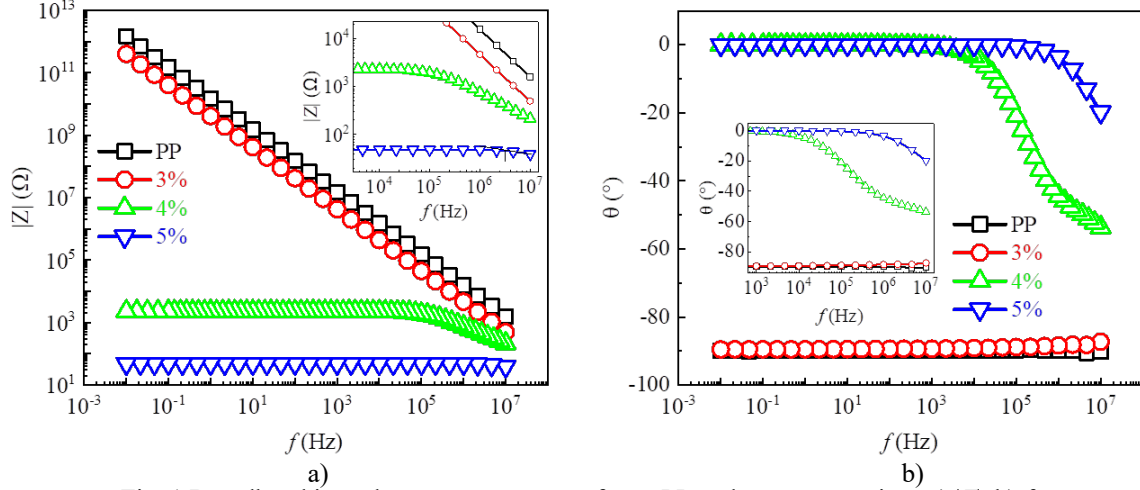 10^13
10^11
10^9
10^7
10^5
10^3
10^1
|Z| (Ω)
PP
3%
4%
5%
10^4
10^3
10^2
|Z| (Ω)
10^4 10^5 10^6 10^7
f (Hz)
10^-3 10^-1 10^1 10^3 10^5 10^7
f (Hz)
a)
0
-20
-40
-60
-80
-100
θ (°)
0
-20
-40
-60
-80
θ (°)
10^3 10^4 10^5 10^6 10^7
f (Hz)
PP
3%
4%
5%
10^-3 10^-1 10^1 10^3 10^5 10^7
f (Hz)
b)